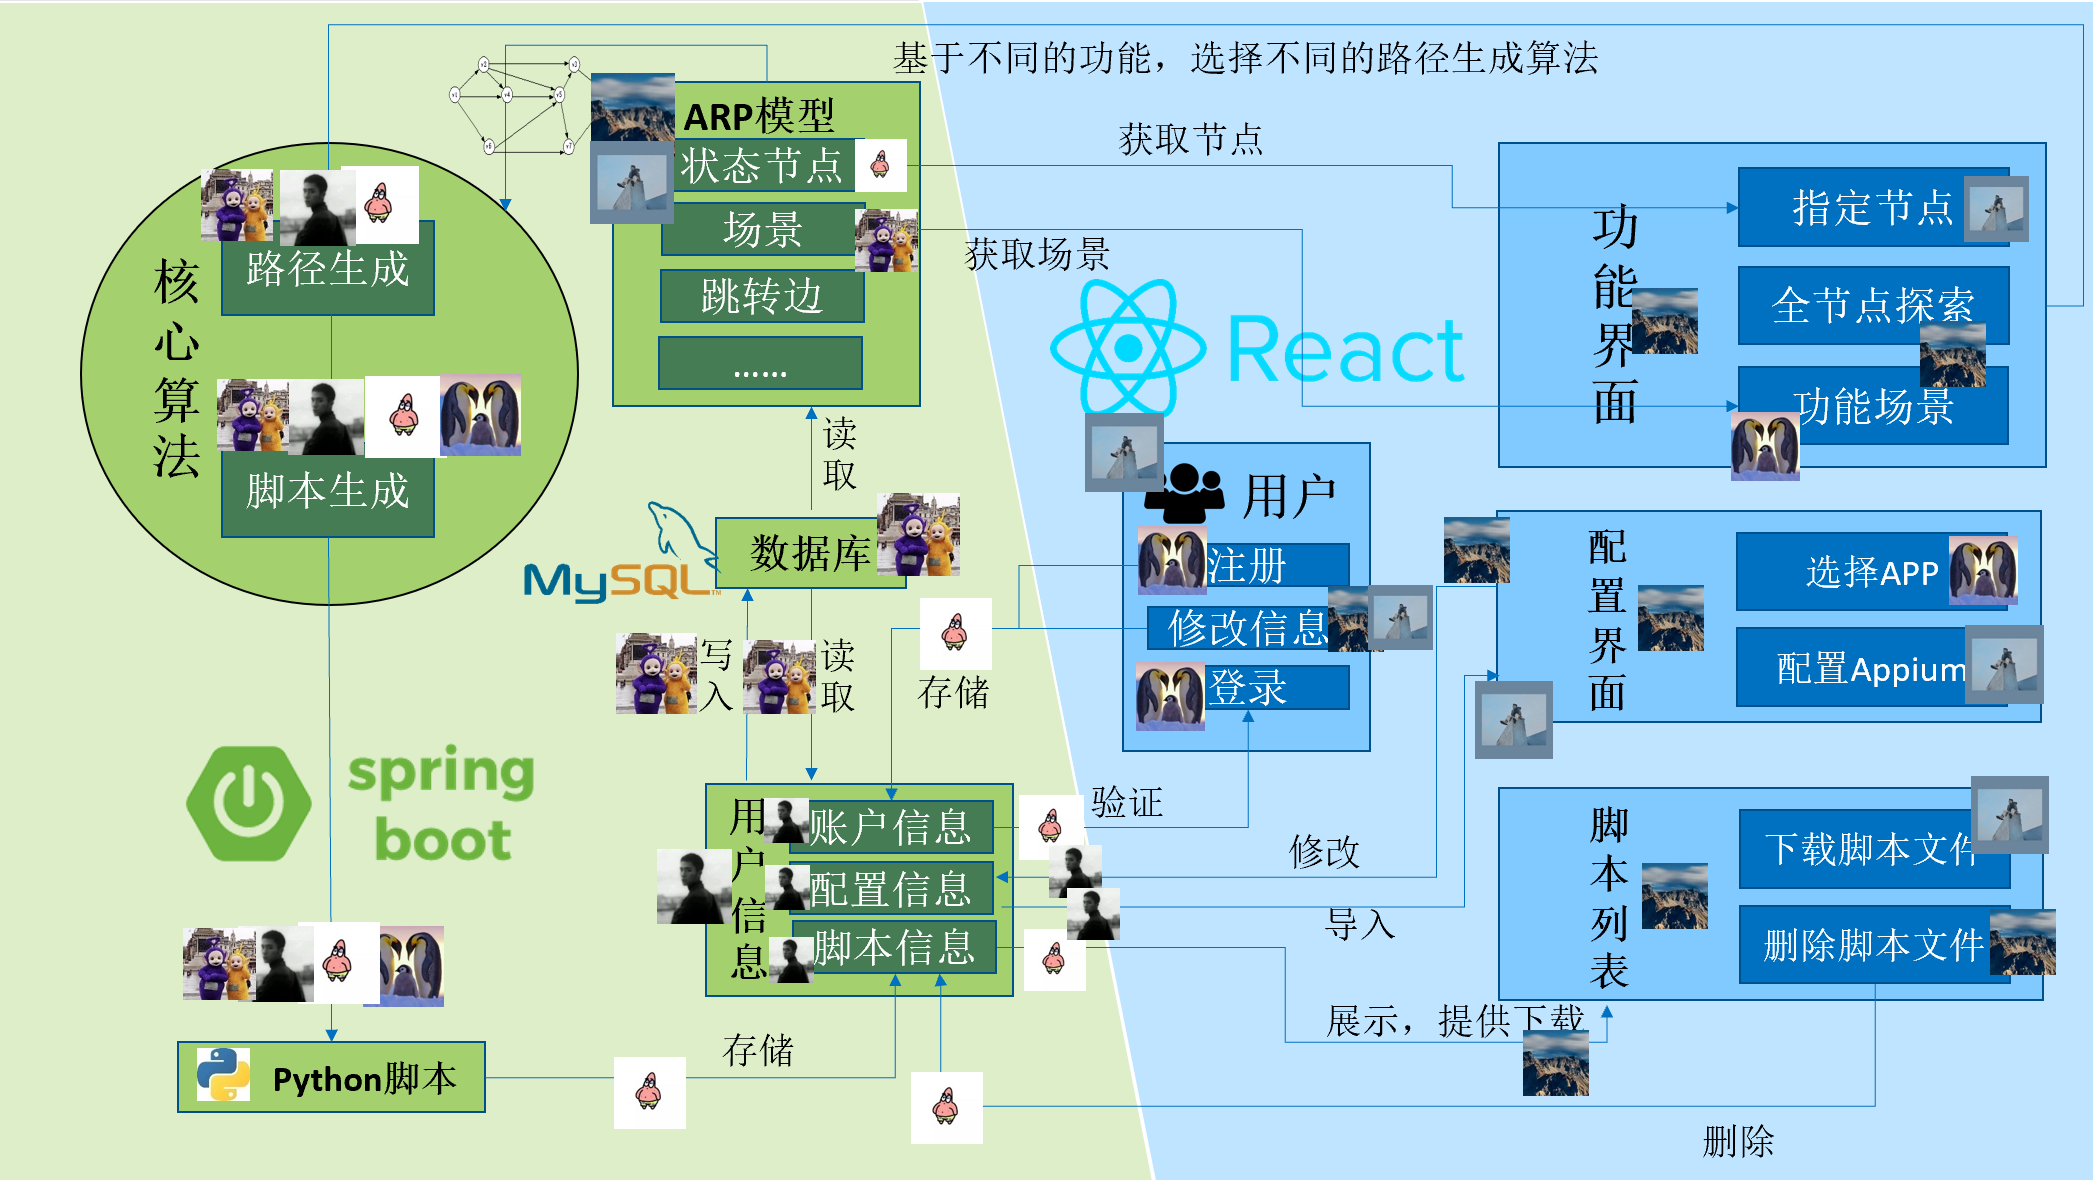 基于不同的功能，选择不同的路径生成算法
v2
v3
v1
v4
v5
v6
v7
ARP模型
状态节点
场景
跳转边
……
获取节点
获取场景
核心算法
路径生成
脚本生成
功能界面
指定节点
全节点探索
功能场景
React
读取
MySQL
数据库
写入
读取
存储
用户
注册
修改信息
登录
配置界面
选择APP
配置Appium
spring
boot
用户信息
账户信息
配置信息
脚本信息
验证
修改
导入
脚本列表
下载脚本文件
删除脚本文件
展示，提供下载
Python脚本
存储
删除